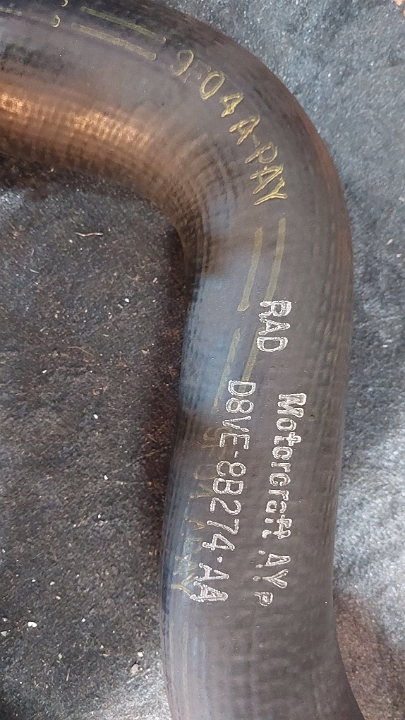 9:04A-PAY
RAD Motorcraft AYP
D8VE-8B274-AA